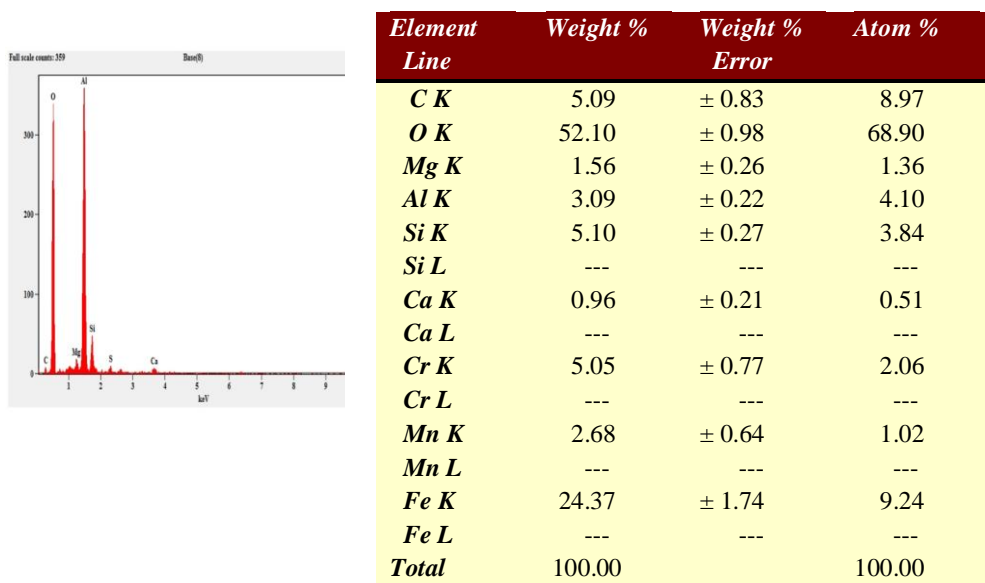 Full scale counts: 359 Base(8)
Al
O
300
200
100
Si
C Mg S Ca
0
1 2 3 4 5 6 7 8 9
keV
Element Line Weight % Weight % Error Atom %
C K 5.09 ± 0.83 8.97
O K 52.10 ± 0.98 68.90
Mg K 1.56 ± 0.26 1.36
Al K 3.09 ± 0.22 4.10
Si K 5.10 ± 0.27 3.84
Si L --- --- ---
Ca K 0.96 ± 0.21 0.51
Ca L --- --- ---
Cr K 5.05 ± 0.77 2.06
Cr L --- --- ---
Mn K 2.68 ± 0.64 1.02
Mn L --- --- ---
Fe K 24.37 ± 1.74 9.24
Fe L --- --- ---
Total 100.00 100.00